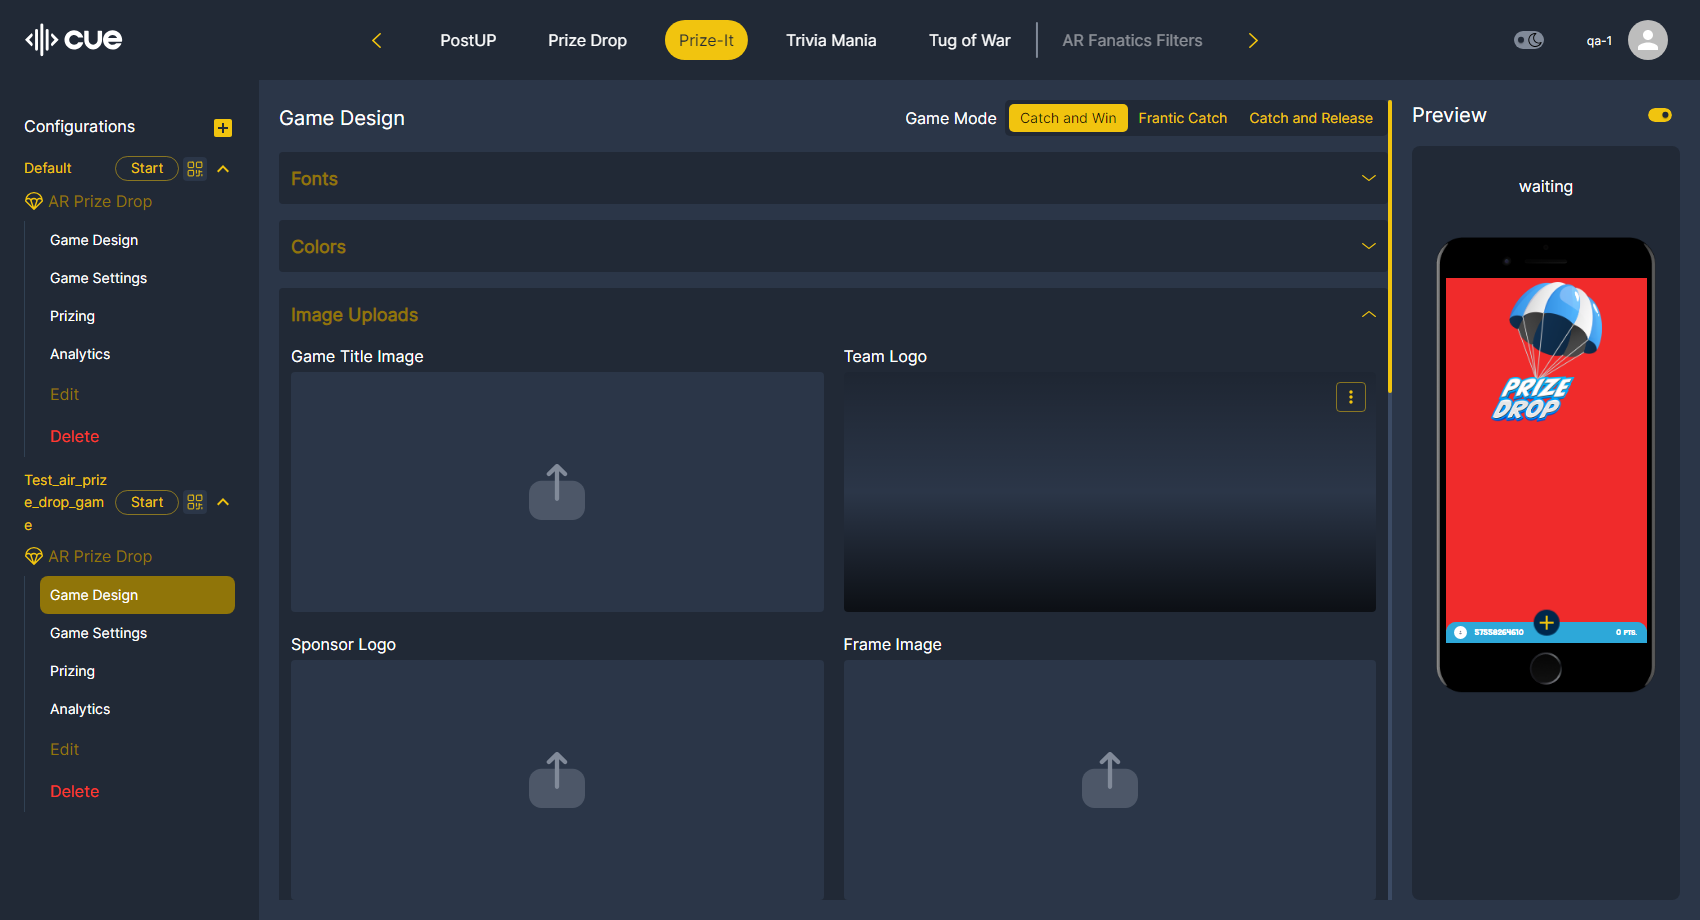 cue
PostUP
Prize Drop
Prize-It
Trivia Mania
Tug of War
AR Fanatics Filters
qa-1
Configurations
Default
Start
AR Prize Drop
Game Design
Game Settings
Prizing
Analytics
Edit
Delete
Test_air_priz
e_drop_gam
e
Start
AR Prize Drop
Game Design
Game Settings
Prizing
Analytics
Edit
Delete
Game Design
Game Mode
Catch and Win
Frantic Catch
Catch and Release
Fonts
Colors
Image Uploads
Game Title Image
Team Logo
Sponsor Logo
Frame Image
Preview
waiting
PRIZE
DROP
0 PTS.